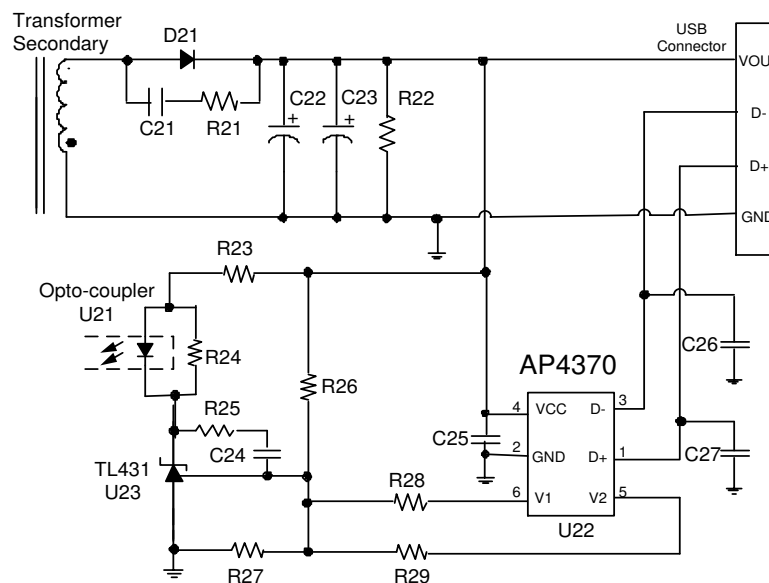 Transformer
Secondary
D21
USB
Connector
VOU
C21
R21
C22
+
C23
+
R22
D-
D+
GND
R23
Opto-coupler
U21
R24
R26
C26
AP4370
R25
C24
C25
4
VCC
D-
3
2
GND
D+
1
C27
TL431
U23
R28
6
V1
V2
5
U22
R27
R29